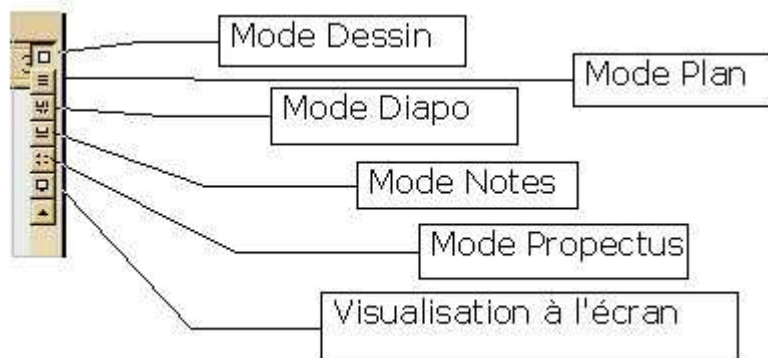 Mode Dessin
Mode Plan
Mode Diapo
Mode Notes
Mode Propectus
Visualisation à l'écran